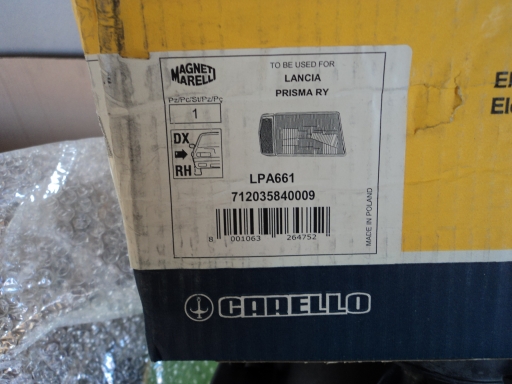 MAGNETI
MARELLI
TO BE USED FOR
LANCIA
PRISMA RY
Pz/Pc/St/Pz/Pç
1
DX
RH
LPA661
712035840009
8 001063 264752
MADE IN POLAND
CARELLO